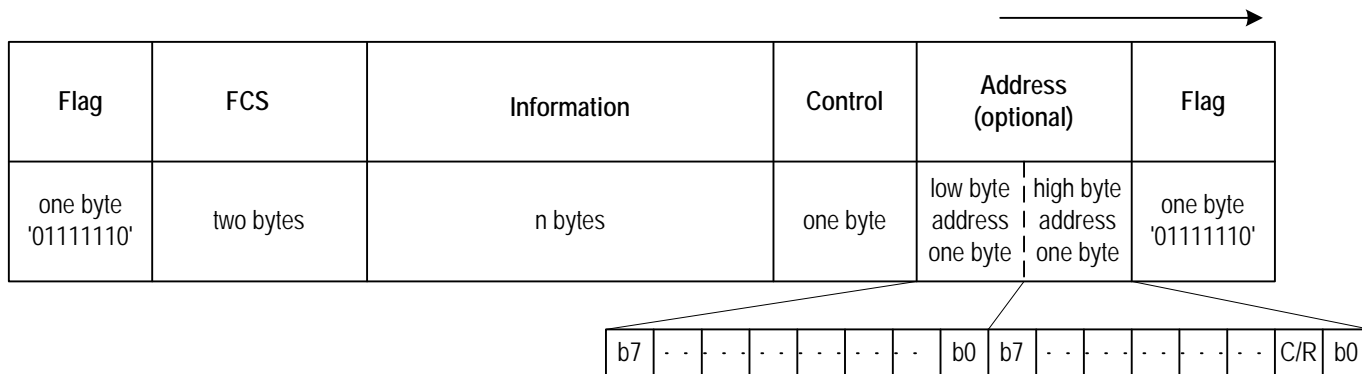 Flag
FCS
Information
Control
Address
(optional)
Flag
one byte
'01111110'
two bytes
n bytes
one byte
low byte
address
one byte
high byte
address
one byte
one byte
'01111110'
b7 - - - - - - - - - - - - b0 b7 - - - - - - - - - - - C/R b0